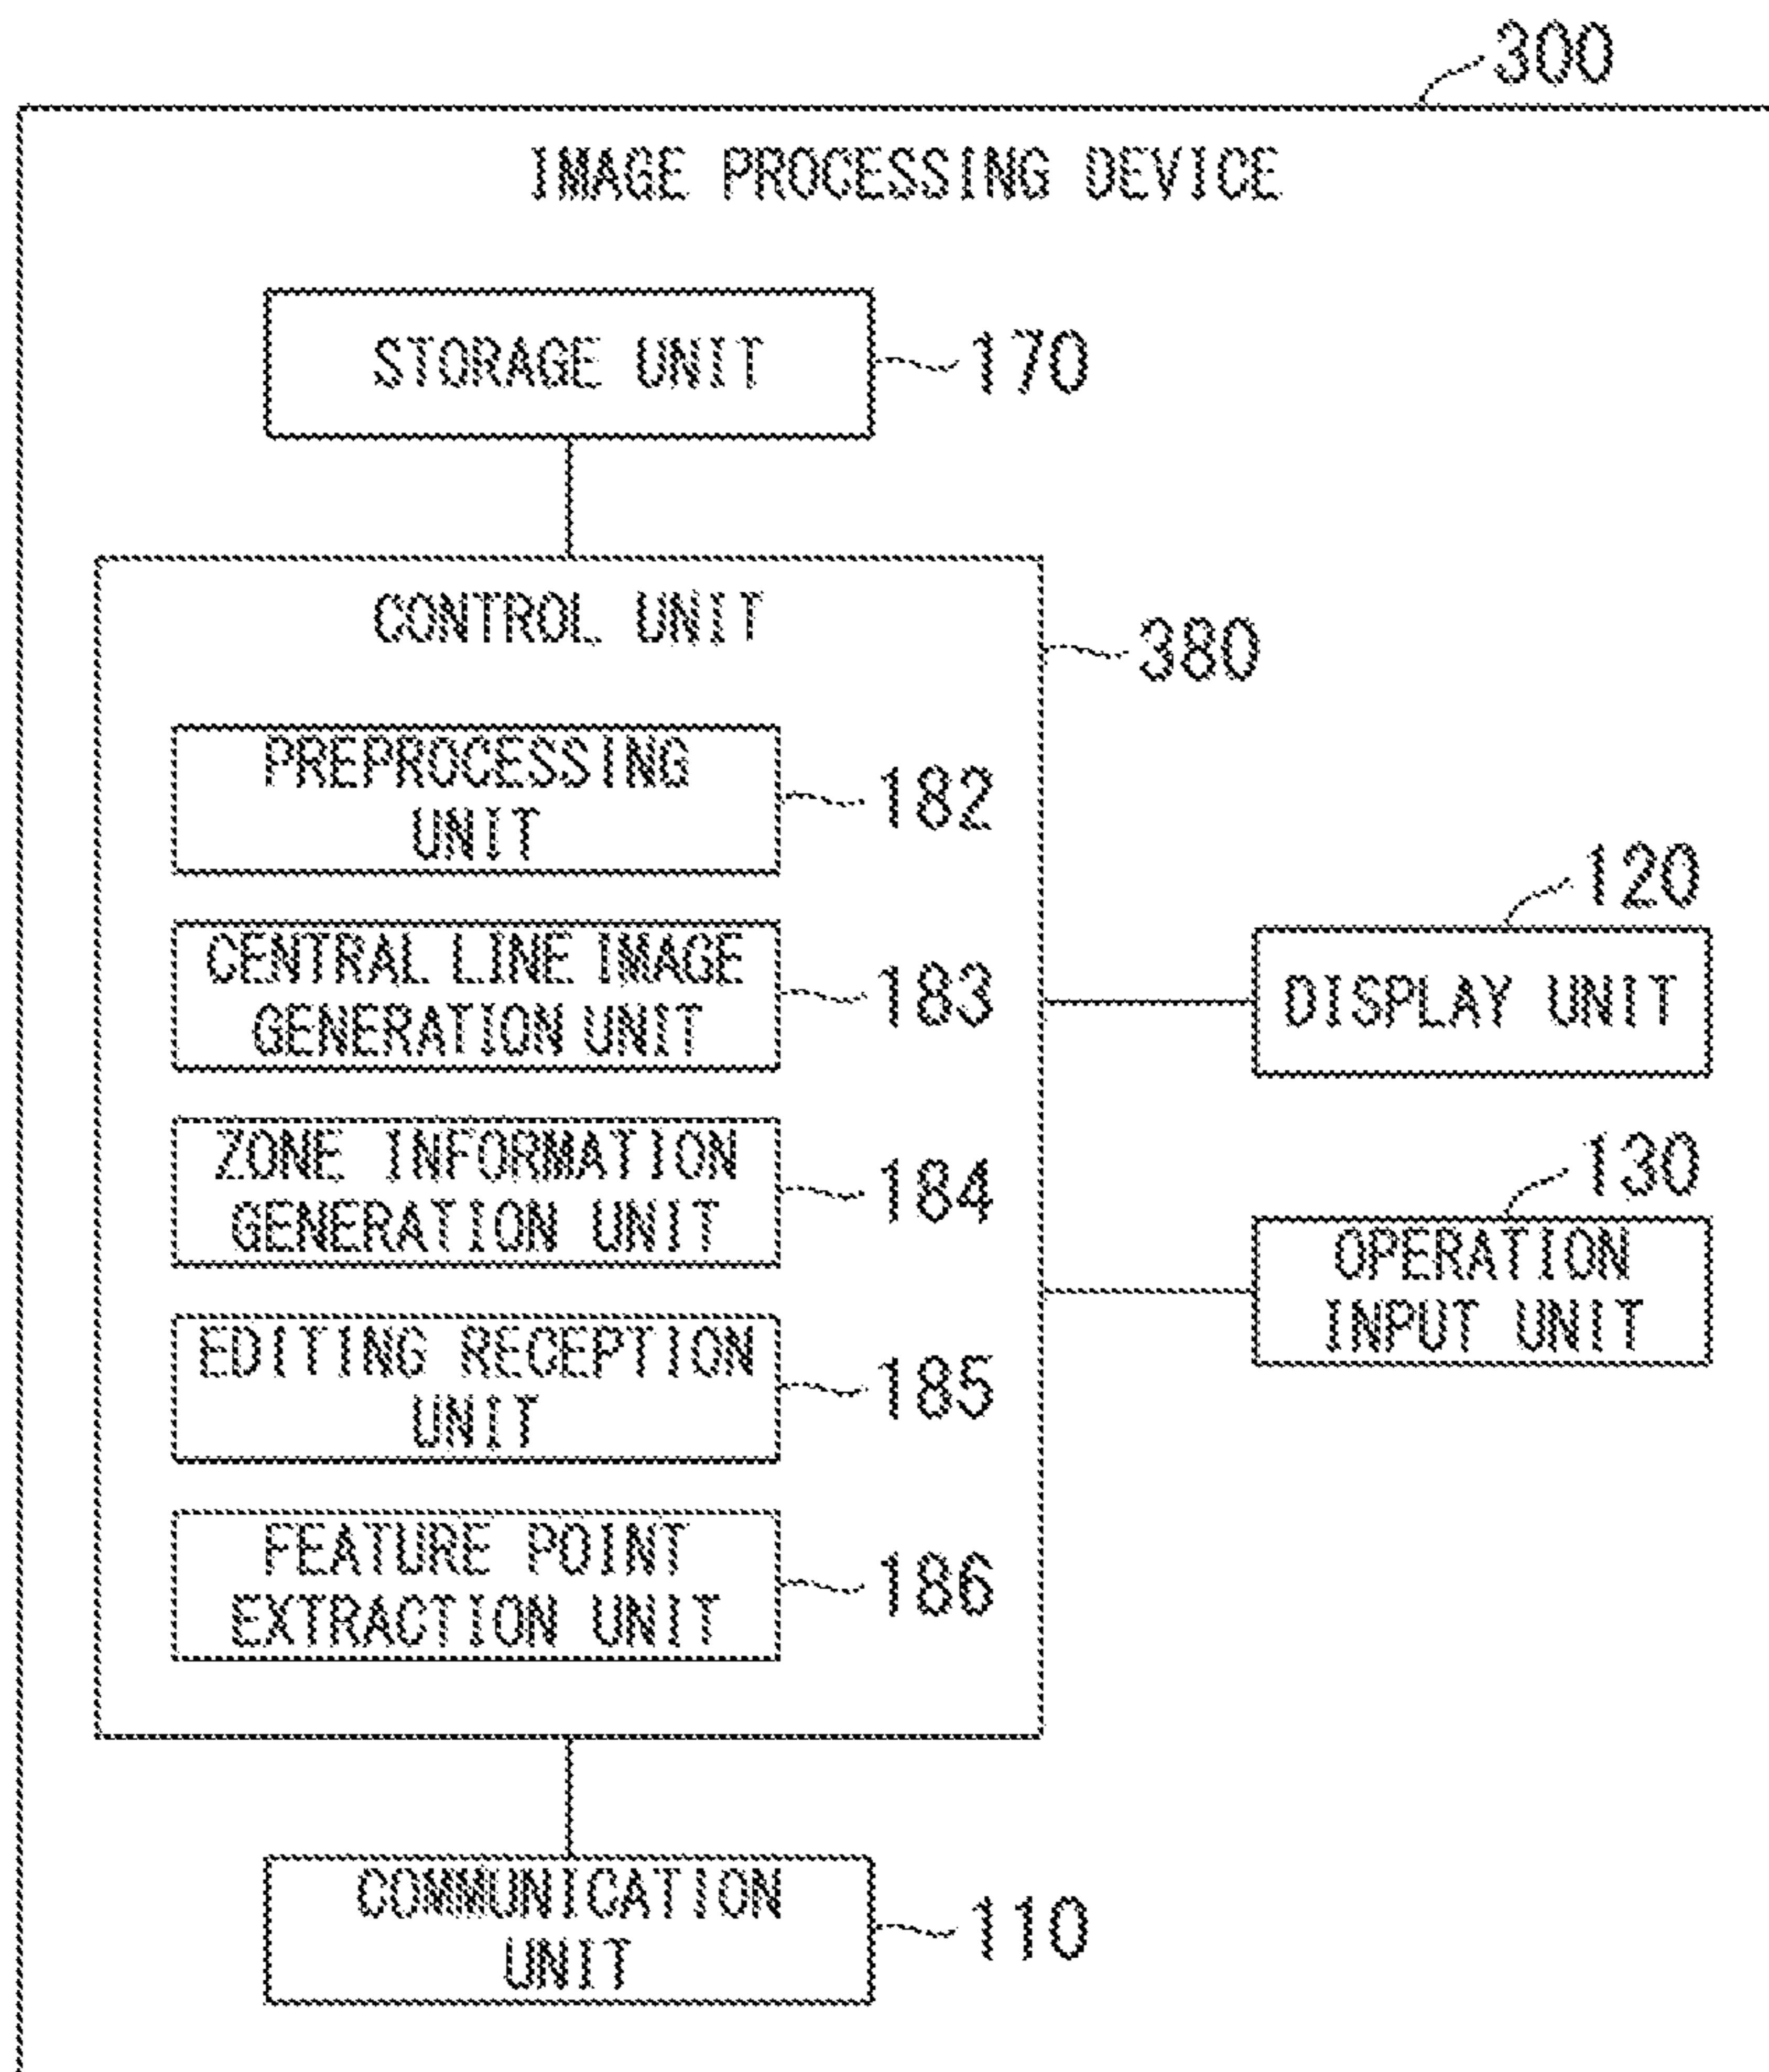 300
IMAGE PROCESSING DEVICE
STORAGE UNIT
170
CONTROL UNIT
380
PREPROCESSING
UNIT
182
CENTRAL LINE IMAGE
GENERATION UNIT
183
ZONE INFORMATION
GENERATION UNIT
184
EDITING RECEPTION
UNIT
185
FEATURE POINT
EXTRACTION UNIT
186
120
DISPLAY UNIT
130
OPERATION
INPUT UNIT
COMMUNICATION
UNIT
110